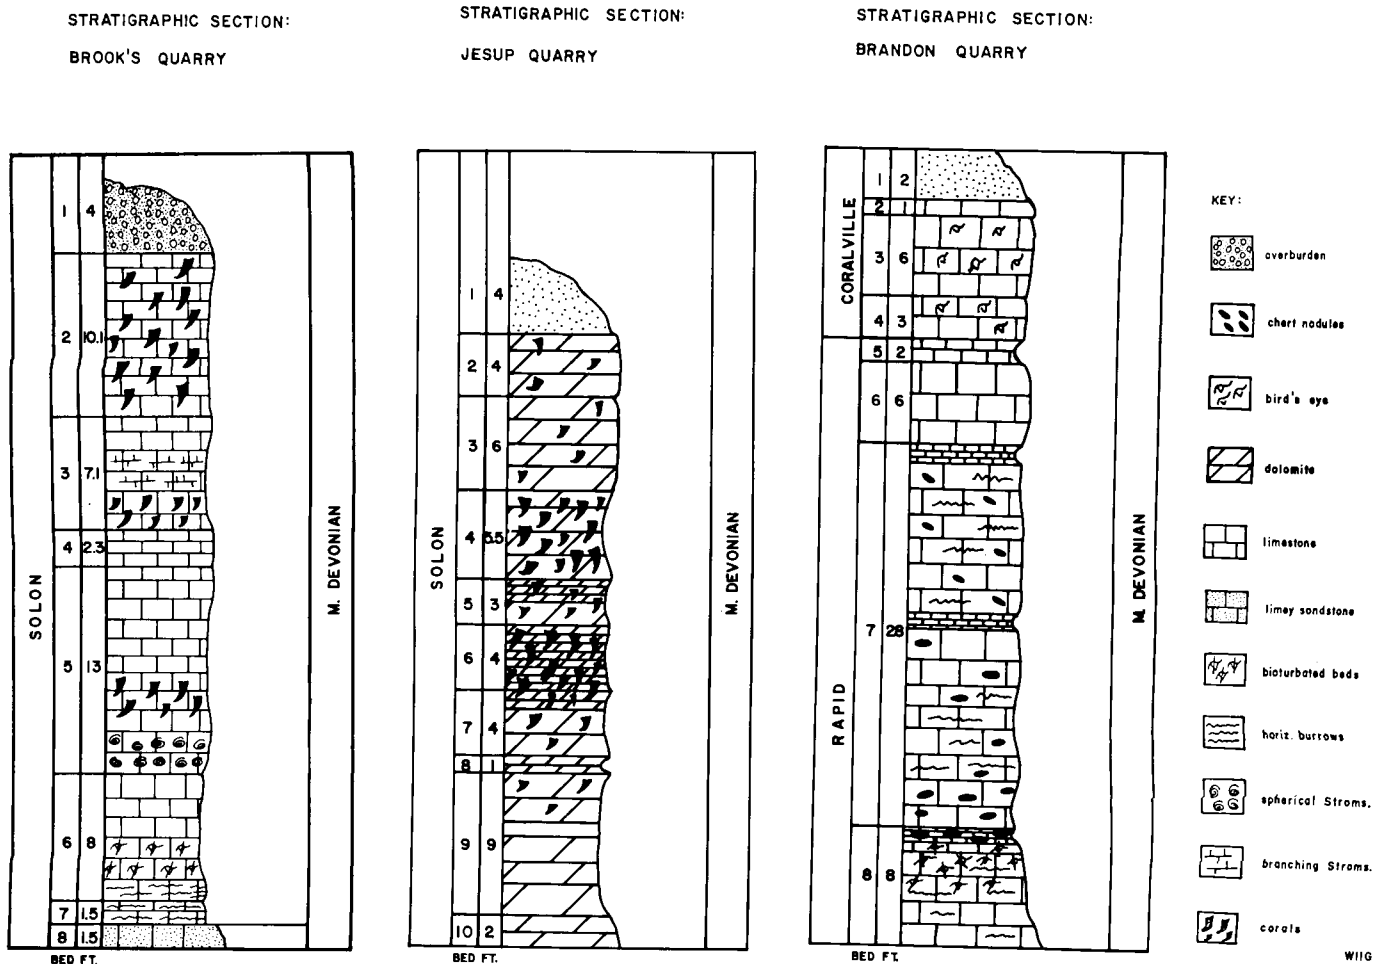 STRATIGRAPHIC SECTION:
BROOK'S QUARRY
SOLON
1 4
2 10.1
3 7.1
4 2.3
5 13
6 8
7 1.5
8 1.5
BED FT.
M. DEVONIAN
STRATIGRAPHIC SECTION:
JESUP QUARRY
SOLON
1 4
2 4
3 6
4 5.5
5 3
6 4
7 4
8 1
9 9
10 2
BED FT.
M. DEVONIAN
STRATIGRAPHIC SECTION:
BRANDON QUARRY
CORALVILLE
RAPID
1 2
2 1
3 6
4 3
5 2
6 6
7 28
8 8
BED FT.
M. DEVONIAN
KEY:
overburden
chert nodules
bird's eye
dolomite
limestone
limey sandstone
bioturbated beds
horiz. burrows
spherical Stroms.
branching Stroms.
corals
WIIG